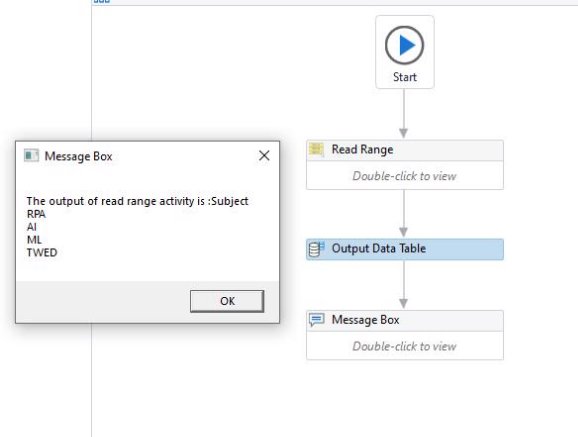 Start
Read Range
Double-click to view
Output Data Table
Message Box
Double-click to view
Message Box
The output of read range activity is :Subject
RPA
AI
ML
TWED
OK